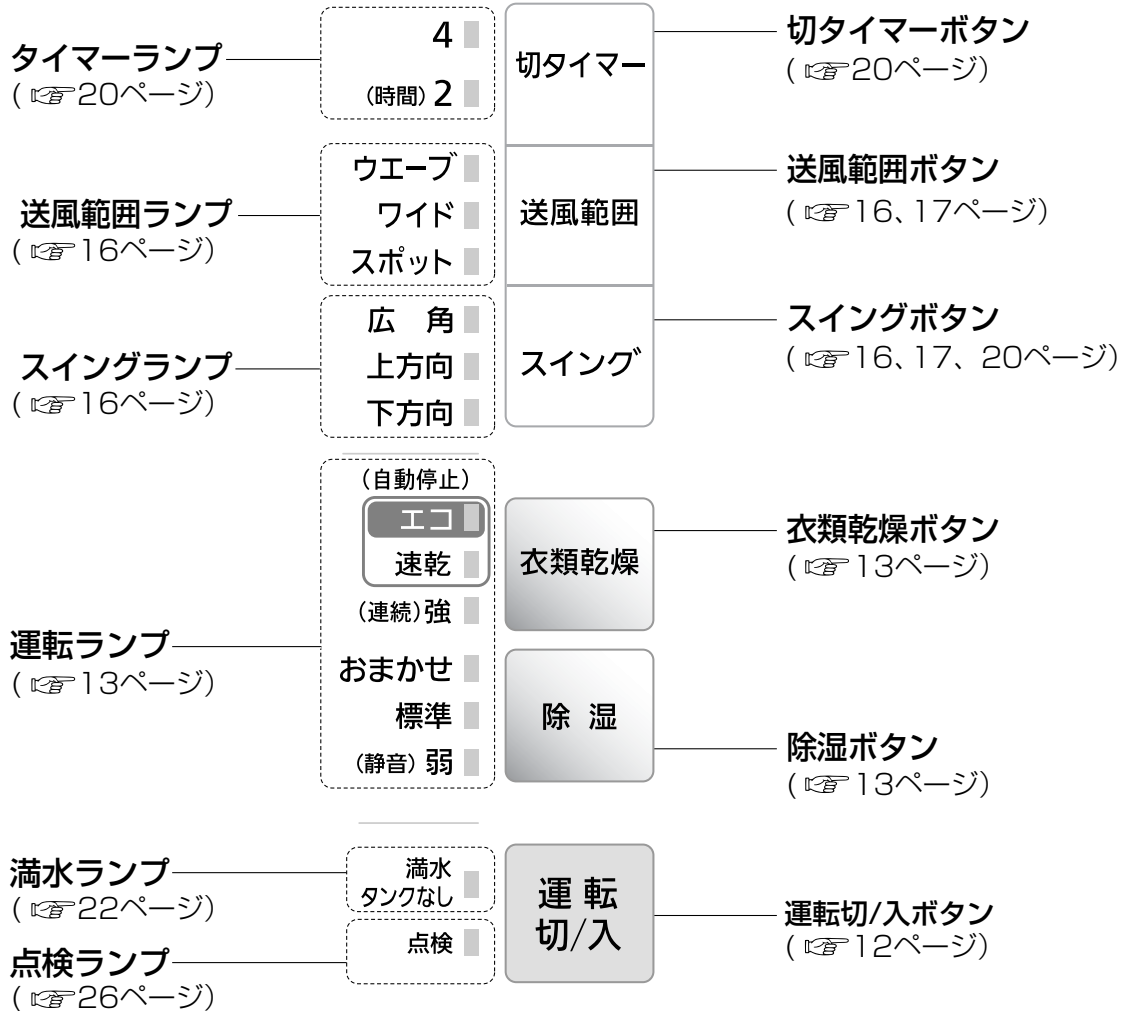 タイマーランプ
(☞20ページ)
送風範囲ランプ
(☞16ページ)
スイングランプ
(☞16ページ)
運転ランプ
(☞13ページ)
満水ランプ
(☞22ページ)
点検ランプ
(☞26ページ)
4
(時間) 2
ウエーブ
ワイド
スポット
広 角
上方向
下方向
(自動停止)
エコ
速乾
(連続)強
おまかせ
標準
(静音) 弱
満水
タンクなし
点検
切タイマー
送風範囲
スイング
衣類乾燥
除 湿
運 転
切/入
切タイマーボタン
(☞20ページ)
送風範囲ボタン
(☞16、17ページ)
スイングボタン
(☞16、17、20ページ)
衣類乾燥ボタン
(☞13ページ)
除湿ボタン
(☞13ページ)
運転切/入ボタン
(☞12ページ)